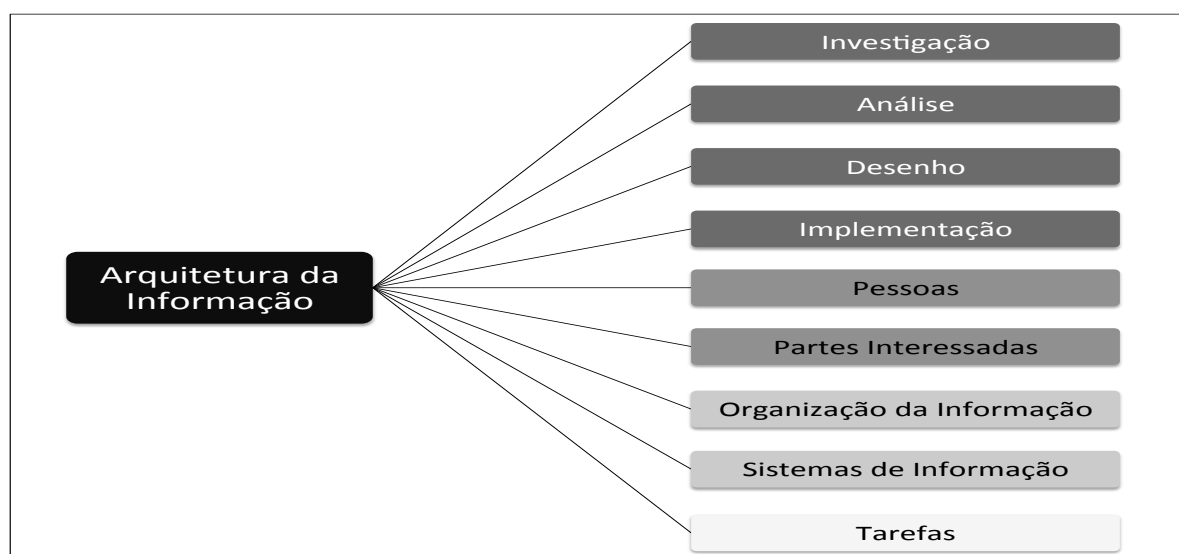 Investigação
Análise
Desenho
Implementação
Arquitetura da
Informação
Pessoas
Partes Interessadas
Organização da Informação
Sistemas de Informação
Tarefas